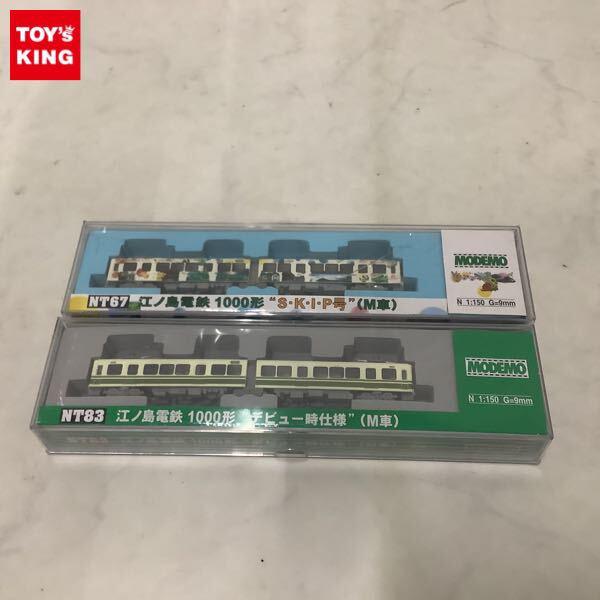 TOY's
KING
MODEMO
NT67 江ノ島電鉄 1000形 "S·K·I·P号" (M車)
N 1:150 G=9mm
MODEMO
N 1:150 G=9mm
NT83 江ノ島電鉄 1000形 "デビュー時仕様" (M車)